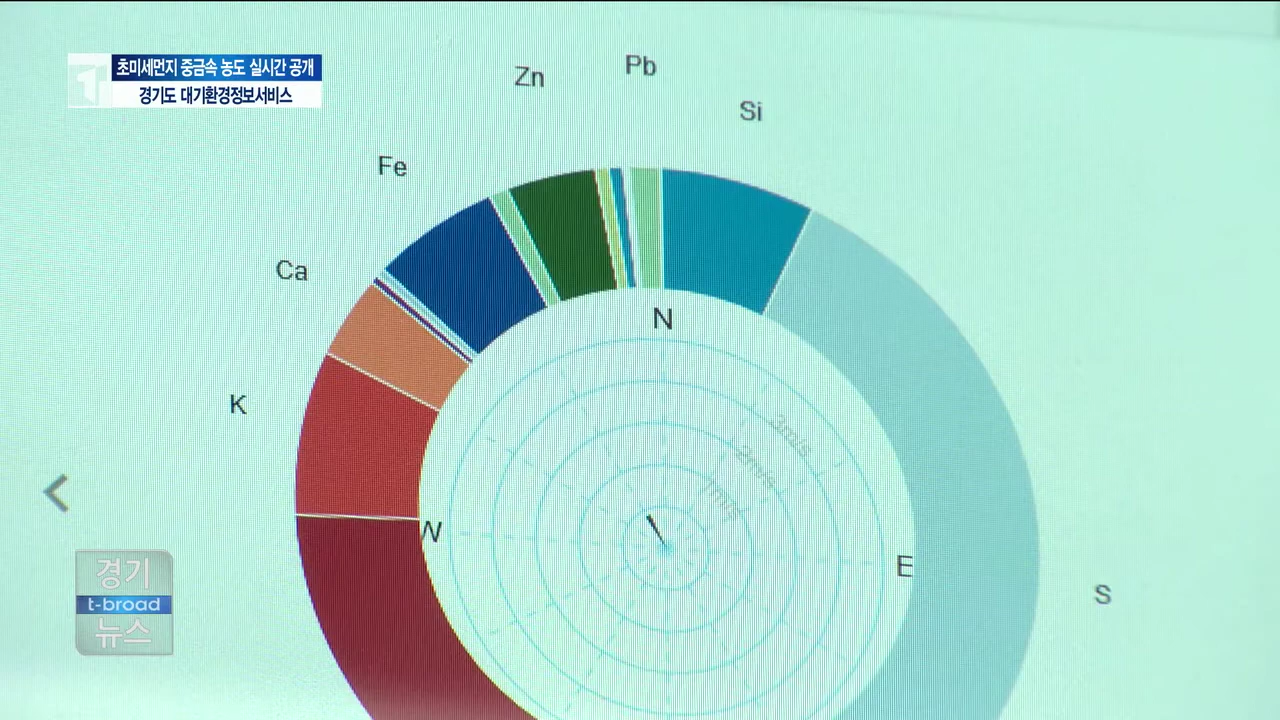 초미세먼지 중금속 농도 실시간 공개
경기도 대기환경정보서비스
Zn
Pb
Si
Fe
Ca
K
N
3m/s
2m/s
1m/s
W
E
S
경기
t-broad
뉴스